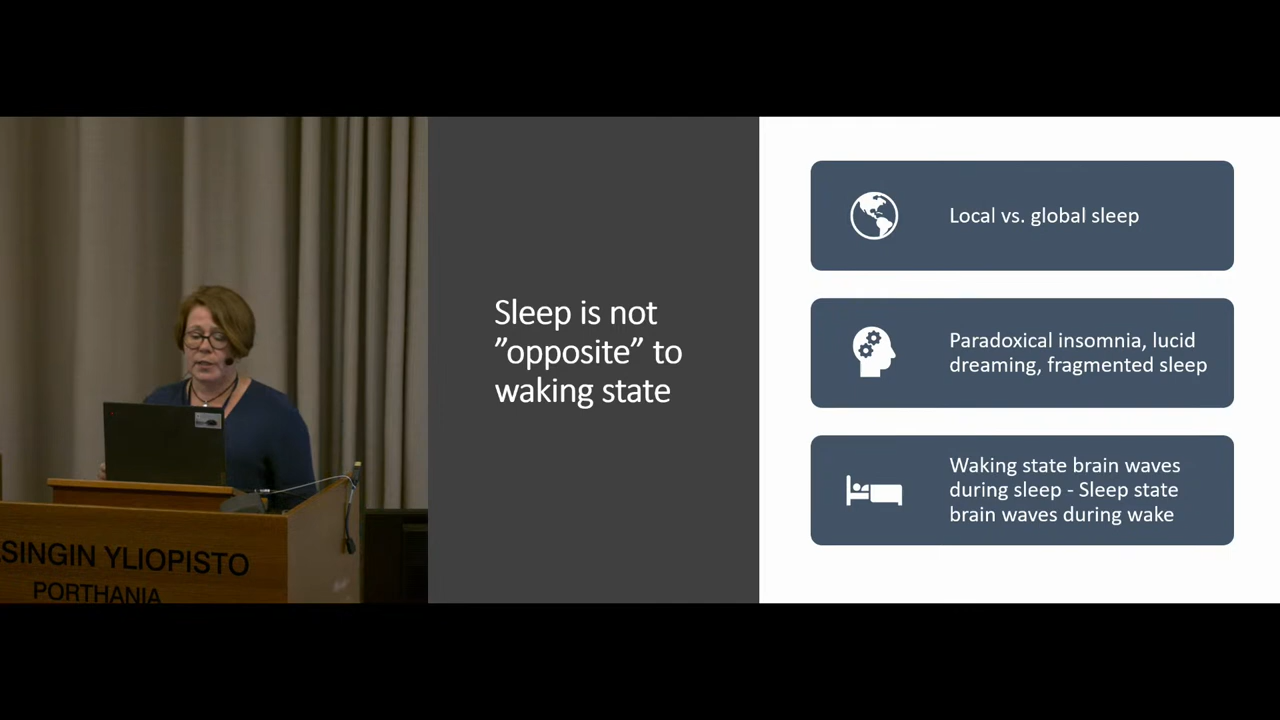 SINGIN YLIOPISTO
PORTHANIA
Sleep is not
”opposite” to
waking state
Local vs. global sleep
Paradoxical insomnia, lucid
dreaming, fragmented sleep
Waking state brain waves
during sleep - Sleep state
brain waves during wake